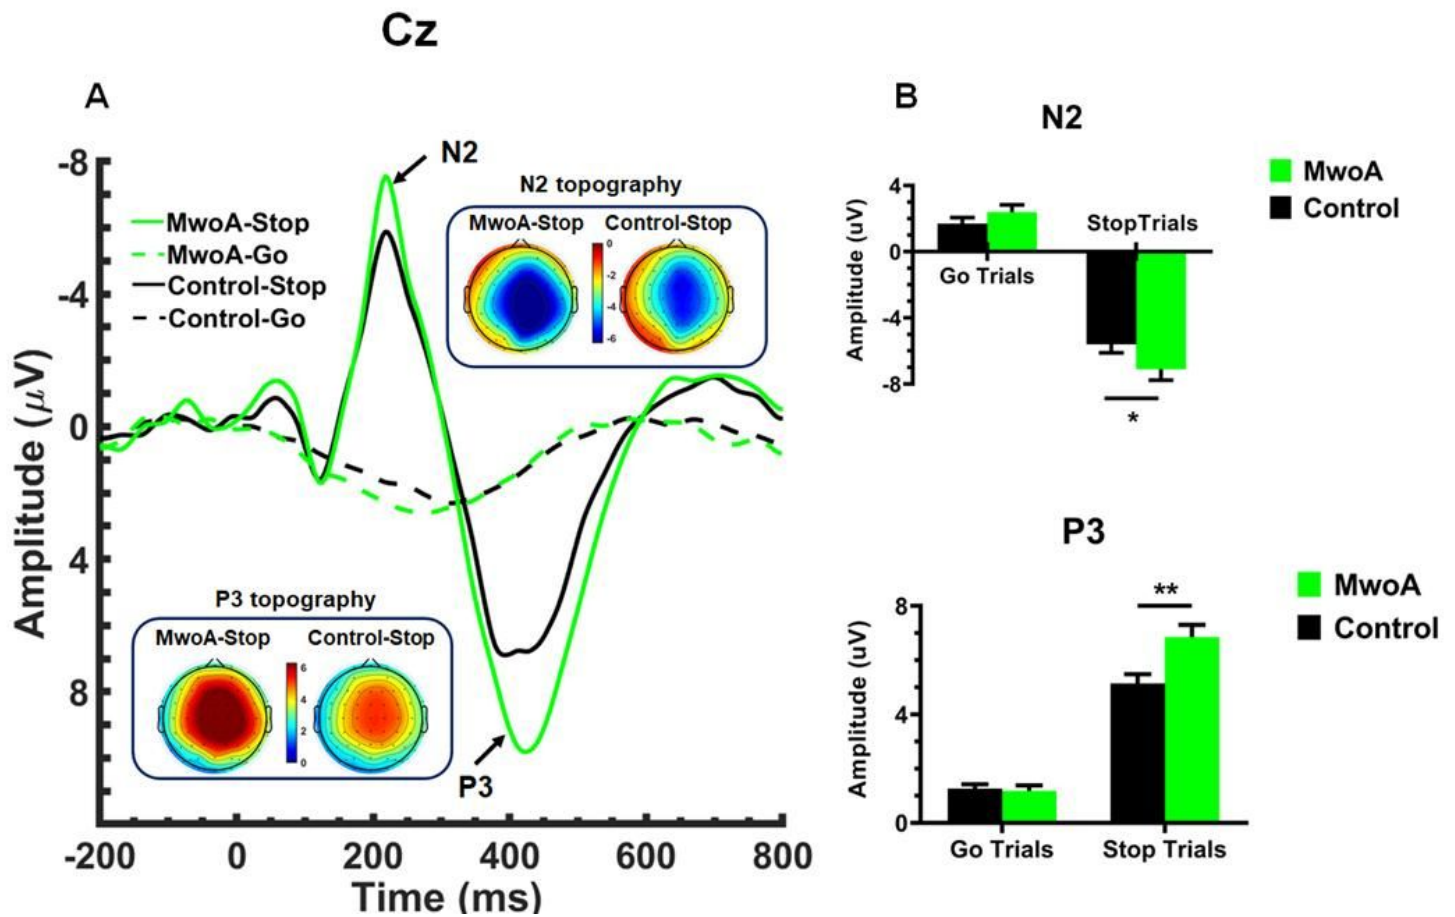 Cz
A
-8
-4
0
4
8
Amplitude (μV)
-200 0 200 400 600 800
Time (ms)
MwoA-Stop
MwoA-Go
Control-Stop
Control-Go
N2
N2 topography
MwoA-Stop Control-Stop
0
-2
-4
-6
P3 topography
MwoA-Stop Control-Stop
6
4
2
0
P3
B
N2
MwoA
Control
Amplitude (uV)
4
0
-4
-8
Go Trials
StopTrials
*
P3
MwoA
Control
Amplitude (uV)
8
4
0
**
Go Trials Stop Trials